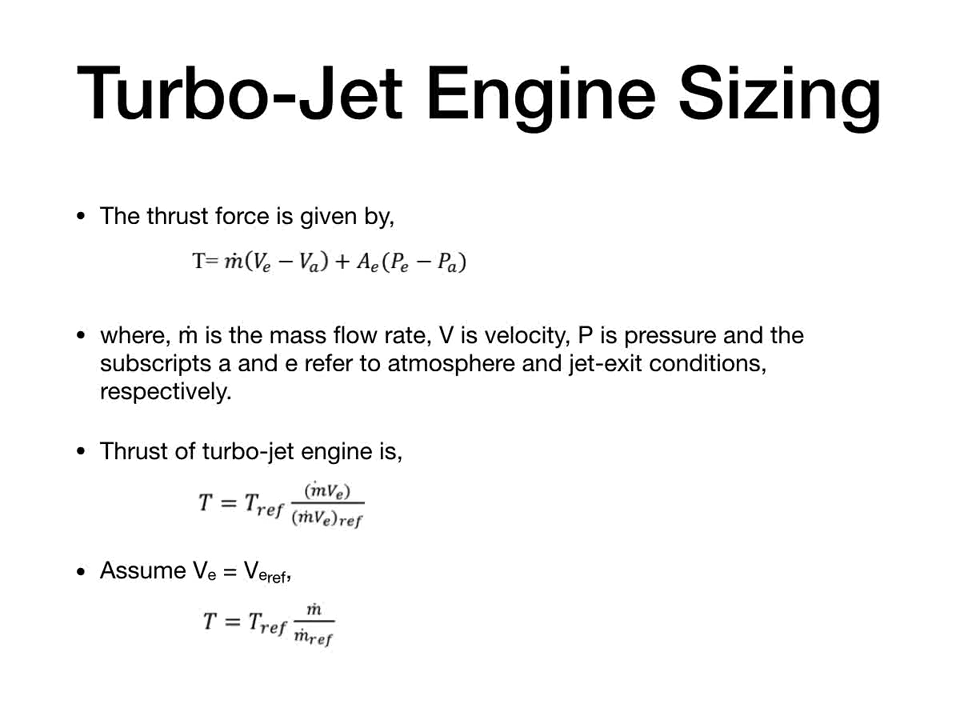 Turbo-Jet Engine Sizing
• The thrust force is given by,
T= ṁ(Vₑ − Vₐ) + Aₑ(Pₑ − Pₐ)
• where, ṁ is the mass flow rate, V is velocity, P is pressure and the
subscripts a and e refer to atmosphere and jet-exit conditions,
respectively.
• Thrust of turbo-jet engine is,
T = T_ref (ṁVₑ)/(ṁVₑ)_ref
• Assume Vₑ = V_eref,
T = T_ref ṁ/ṁ_ref